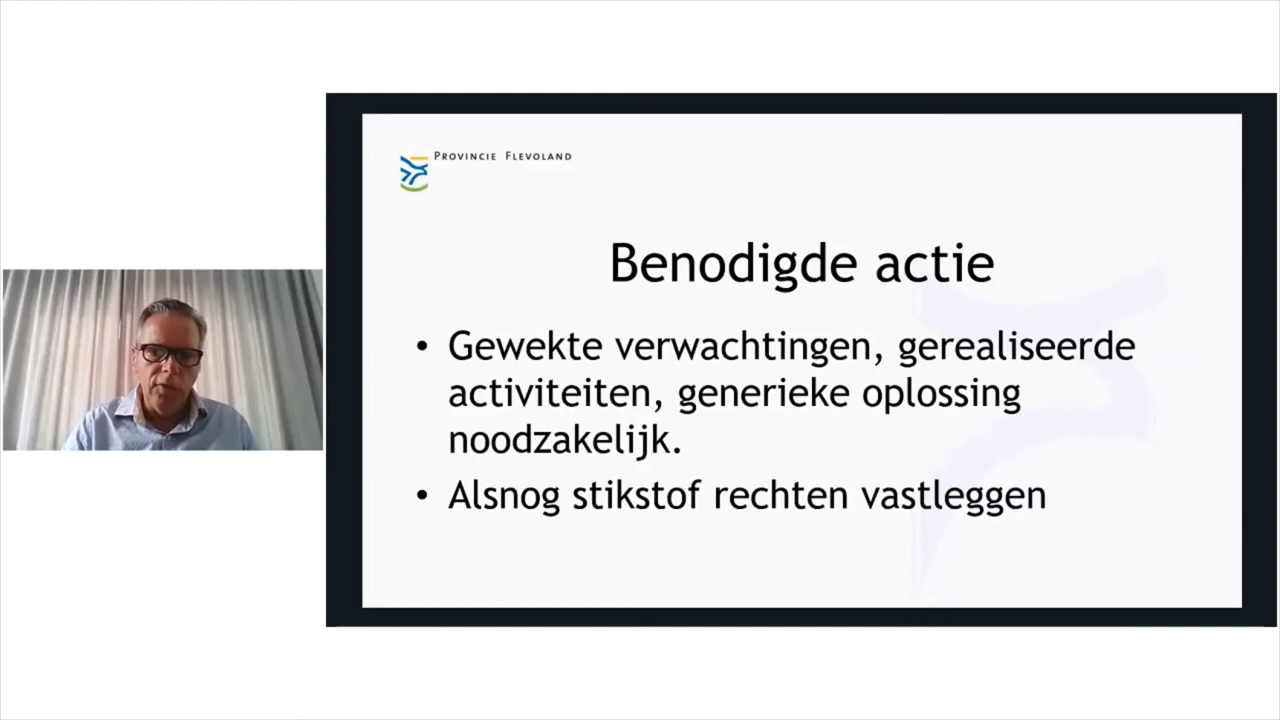 Provincie Flevoland
Benodigde actie
• Gewekte verwachtingen, gerealiseerde
activiteiten, generieke oplossing
noodzakelijk.
• Alsnog stikstof rechten vastleggen